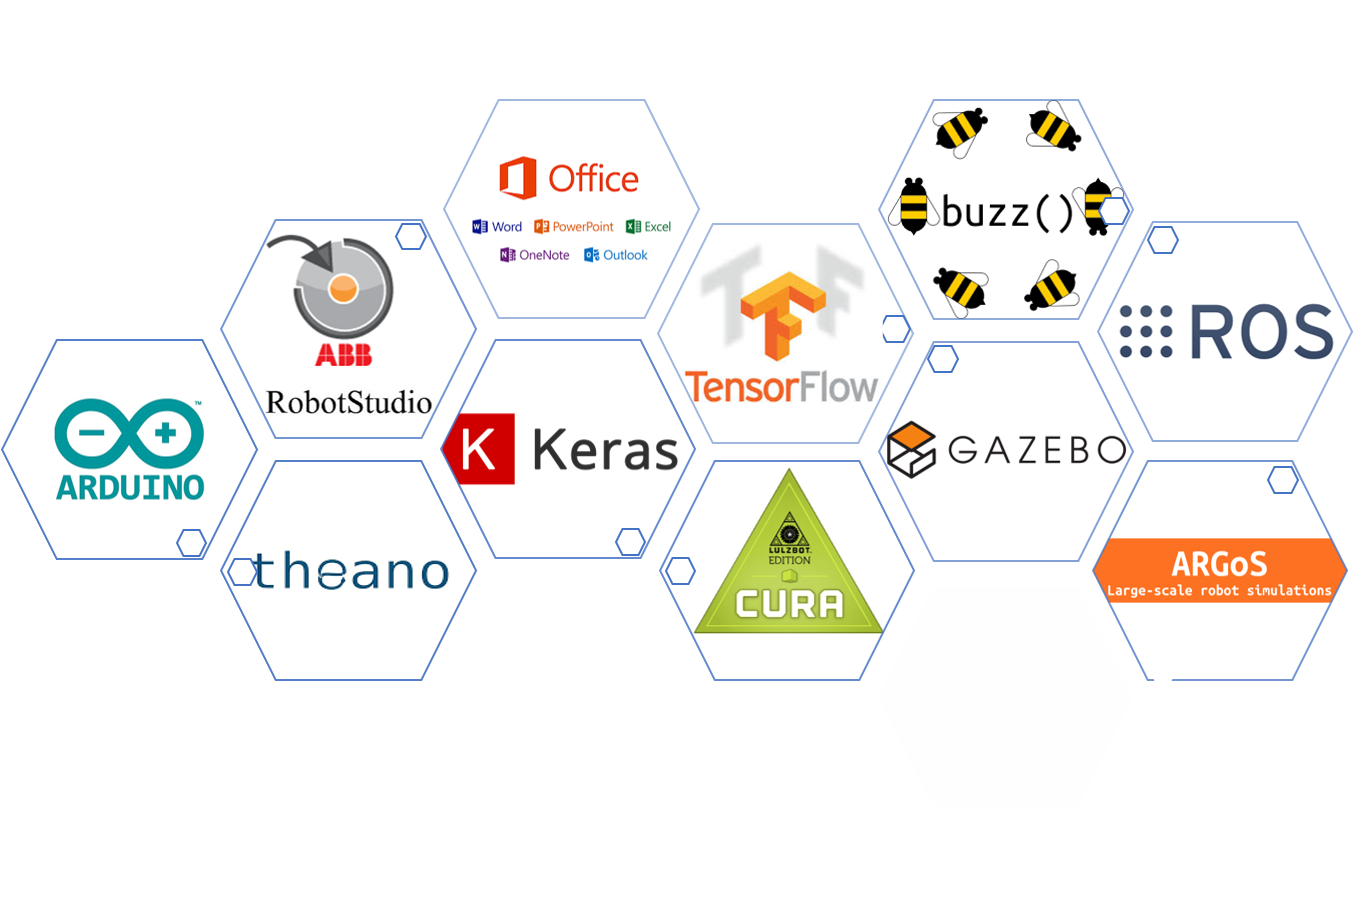 Office
Word PowerPoint Excel
OneNote Outlook
buzz()
ABB
RobotStudio
TensorFlow
ROS
ARDUINO™
K Keras
GAZEBO
theano
LULZBOT.
EDITION
CURA
ARGoS
Large-scale robot simulations